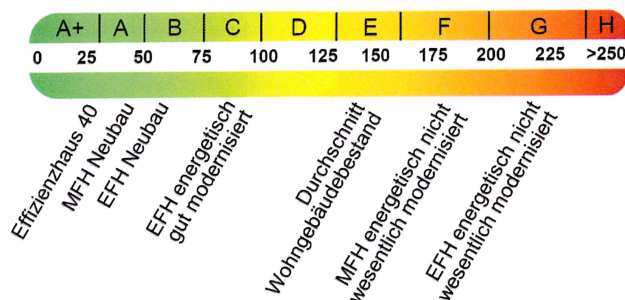 A+ A B C D E F G H
0 25 50 75 100 125 150 175 200 225 >250
Effizienzhaus 40
MFH Neubau
EFH Neubau
EFH energetisch
gut modernisiert
Durchschnitt
Wohngebäudebestand
MFH energetisch nicht
wesentlich modernisiert
EFH energetisch nicht
wesentlich modernisiert